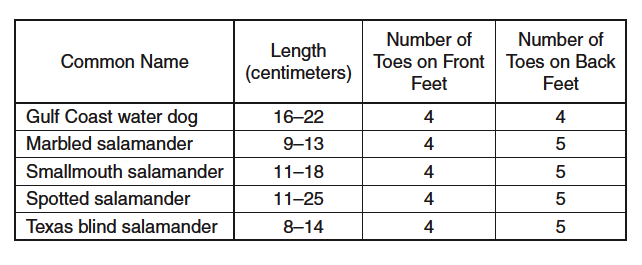 Common Name
Length
(centimeters)
Number of
Toes on Front
Feet
Number of
Toes on Back
Feet
Gulf Coast water dog 16–22 4 4
Marbled salamander 9–13 4 5
Smallmouth salamander 11–18 4 5
Spotted salamander 11–25 4 5
Texas blind salamander 8–14 4 5